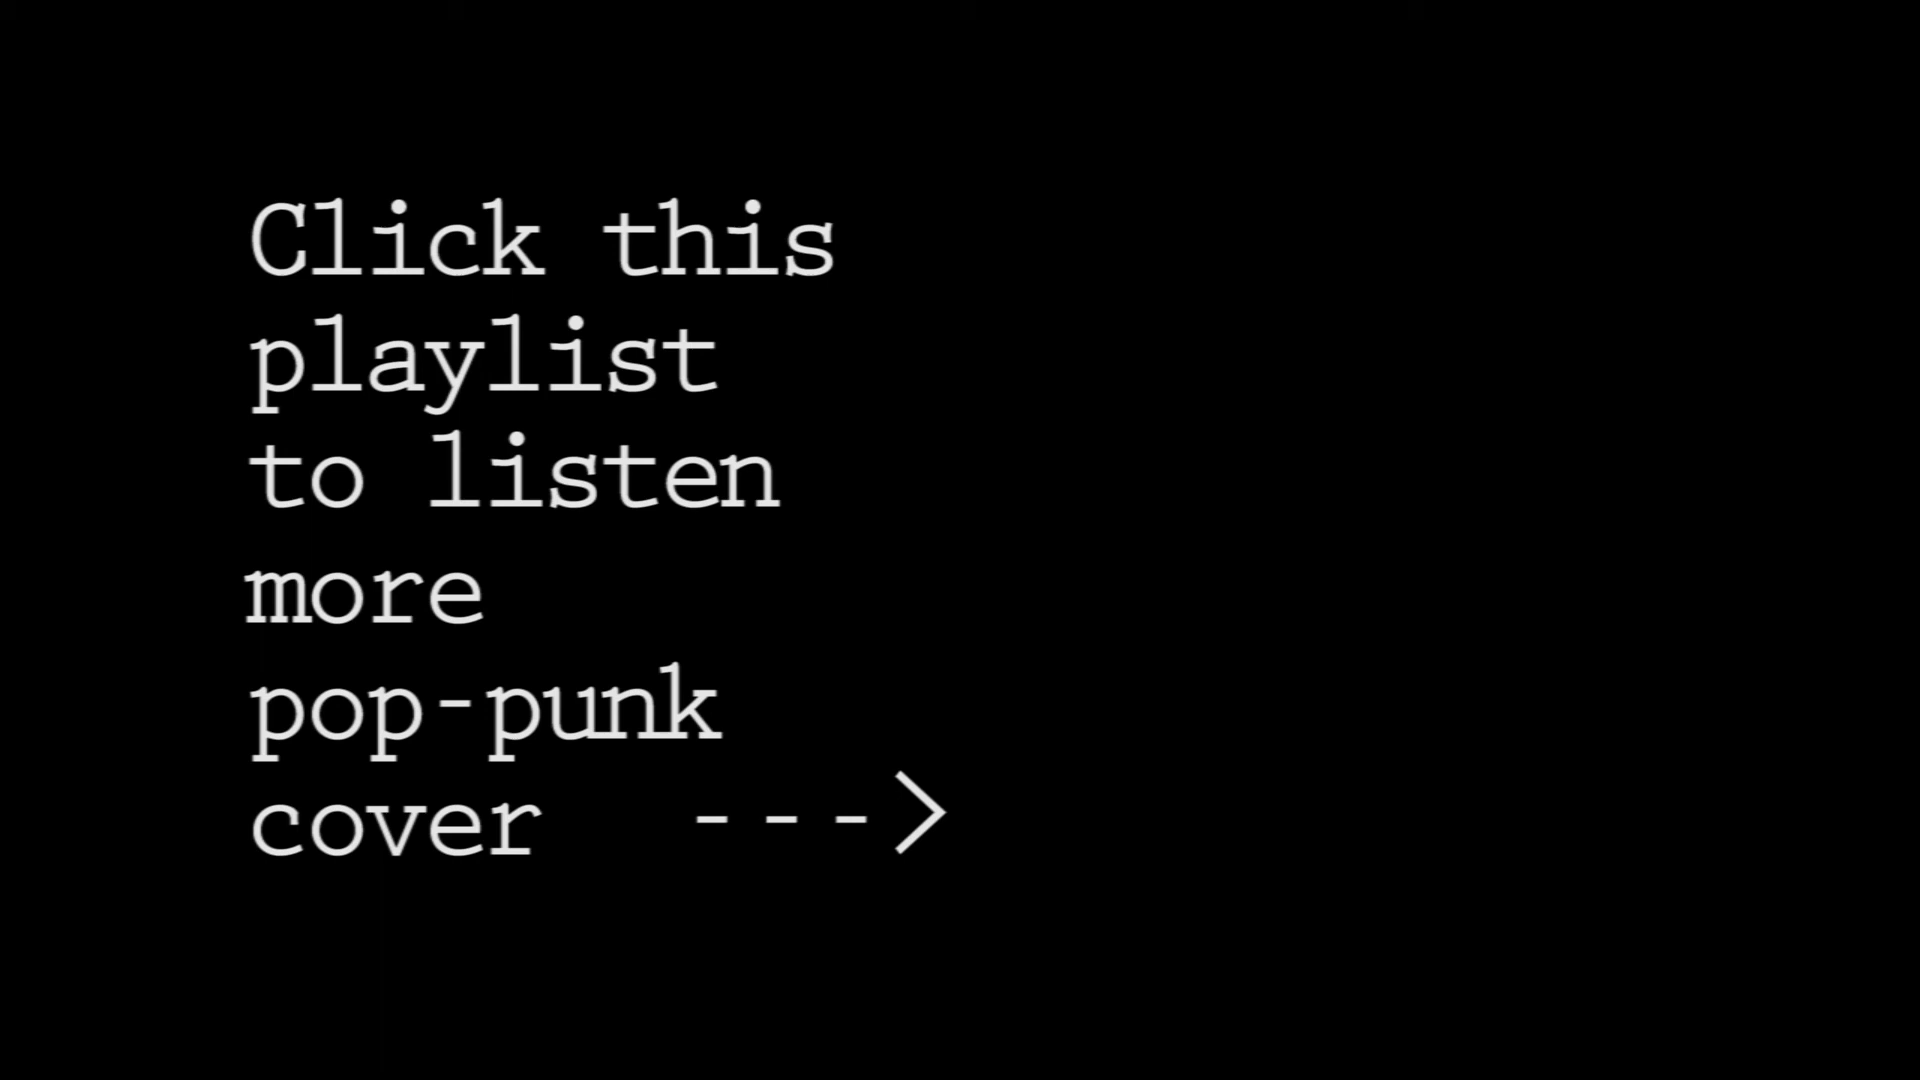 Click this
playlist
to listen
more
pop-punk
cover --->